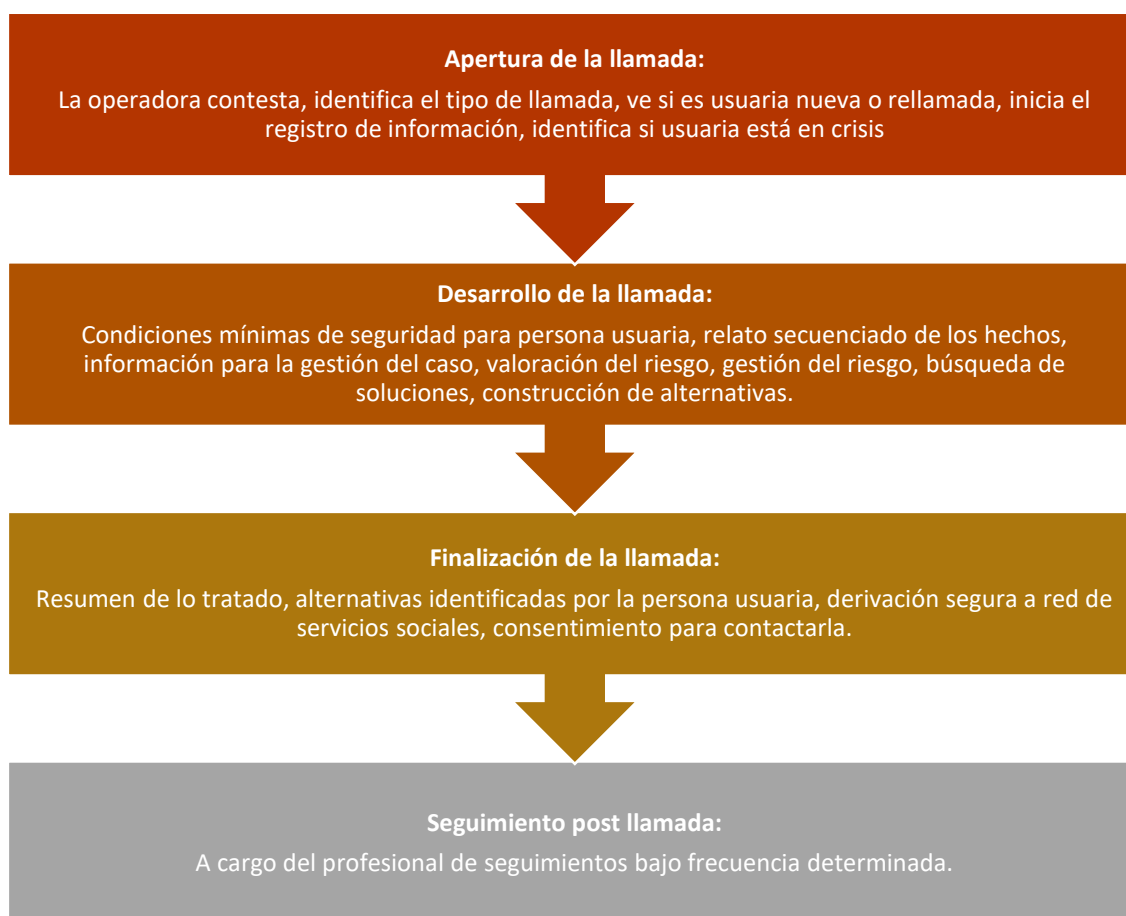 Apertura de la llamada:
La operadora contesta, identifica el tipo de llamada, ve si es usuaria nueva o rellamada, inicia el
registro de información, identifica si usuaria está en crisis
Desarrollo de la llamada:
Condiciones mínimas de seguridad para persona usuaria, relato secuenciado de los hechos,
información para la gestión del caso, valoración del riesgo, gestión del riesgo, búsqueda de
soluciones, construcción de alternativas.
Finalización de la llamada:
Resumen de lo tratado, alternativas identificadas por la persona usuaria, derivación segura a red de
servicios sociales, consentimiento para contactarla.
Seguimiento post llamada:
A cargo del profesional de seguimientos bajo frecuencia determinada.